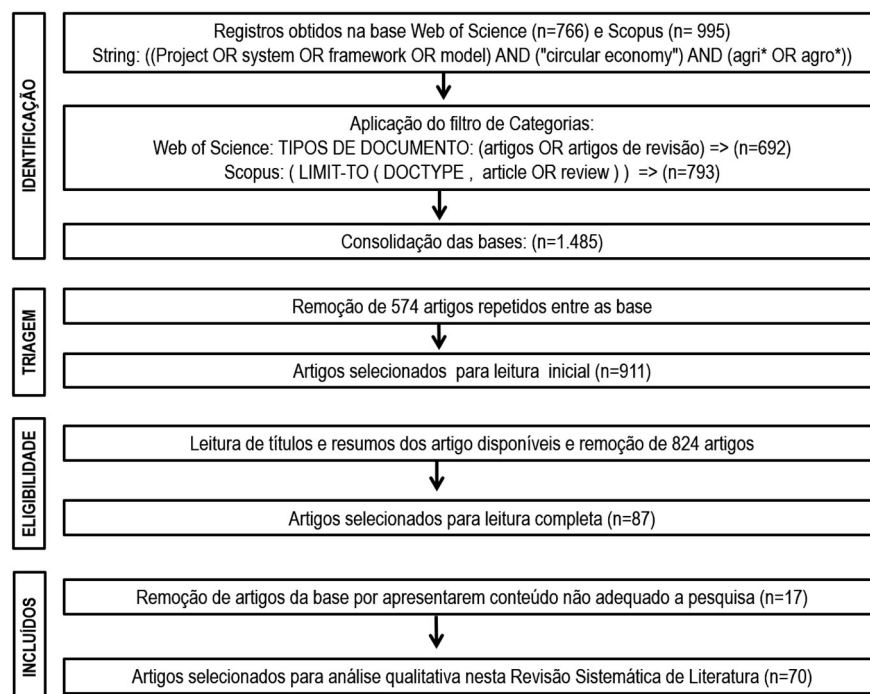 IDENTIFICAÇÃO
Registros obtidos na base Web of Science (n=766) e Scopus (n= 995)
String: ((Project OR system OR framework OR model) AND ("circular economy") AND (agri* OR agro*))
Aplicação do filtro de Categorias:
Web of Science: TIPOS DE DOCUMENTO: (artigos OR artigos de revisão) => (n=692)
Scopus: ( LIMIT-TO ( DOCTYPE , article OR review ) ) => (n=793)
Consolidação das bases: (n=1.485)
TRIAGEM
Remoção de 574 artigos repetidos entre as base
Artigos selecionados para leitura inicial (n=911)
ELIGIBILIDADE
Leitura de títulos e resumos dos artigo disponíveis e remoção de 824 artigos
Artigos selecionados para leitura completa (n=87)
INCLUÍDOS
Remoção de artigos da base por apresentarem conteúdo não adequado a pesquisa (n=17)
Artigos selecionados para análise qualitativa nesta Revisão Sistemática de Literatura (n=70)